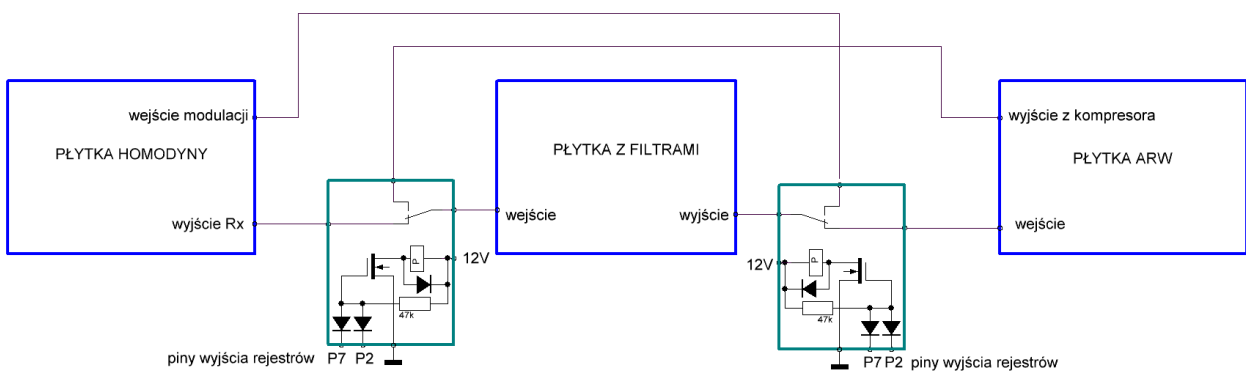 wejście modulacji
PŁYTKA HOMODYNY
wyjście Rx
PŁYTKA Z FILTRAMI
wejście
wyjście
wyjście z kompresora
PŁYTKA ARW
wejście
P
12V
47k
piny wyjścia rejestrów P7 P2
12V
P
47k
P7 P2 piny wyjścia rejestrów